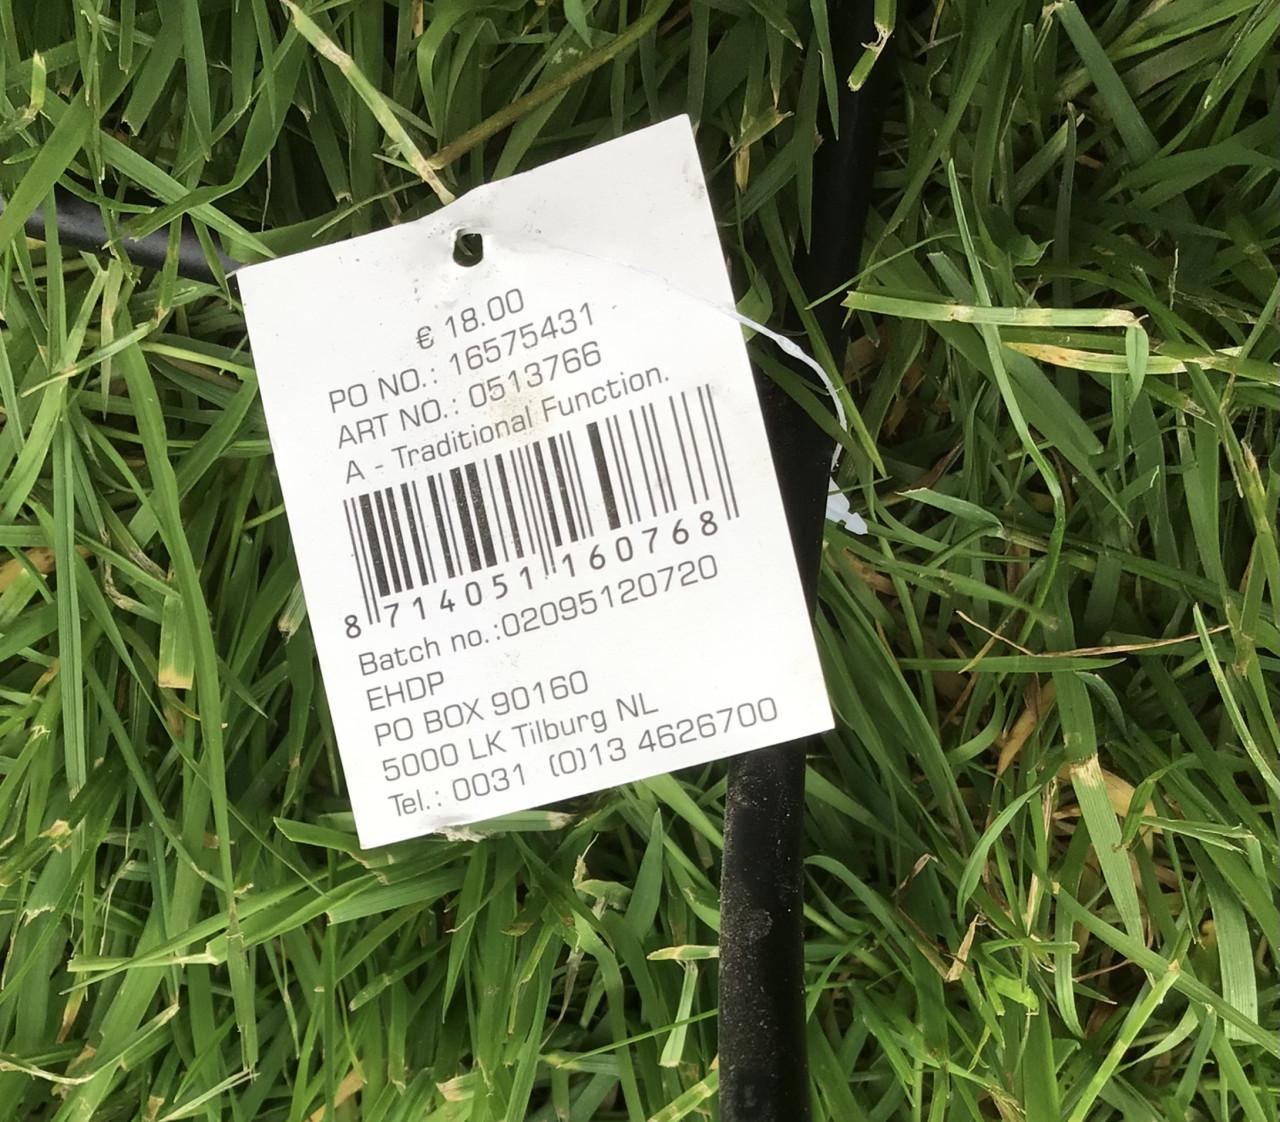 € 18.00
PO NO.: 16575431
ART NO.: 0513766
A - Traditional Function.
8 714051 160768
Batch no.:02095120720
EHDP
PO BOX 90160
5000 LK Tilburg NL
Tel.: 0031 (0)13 4626700